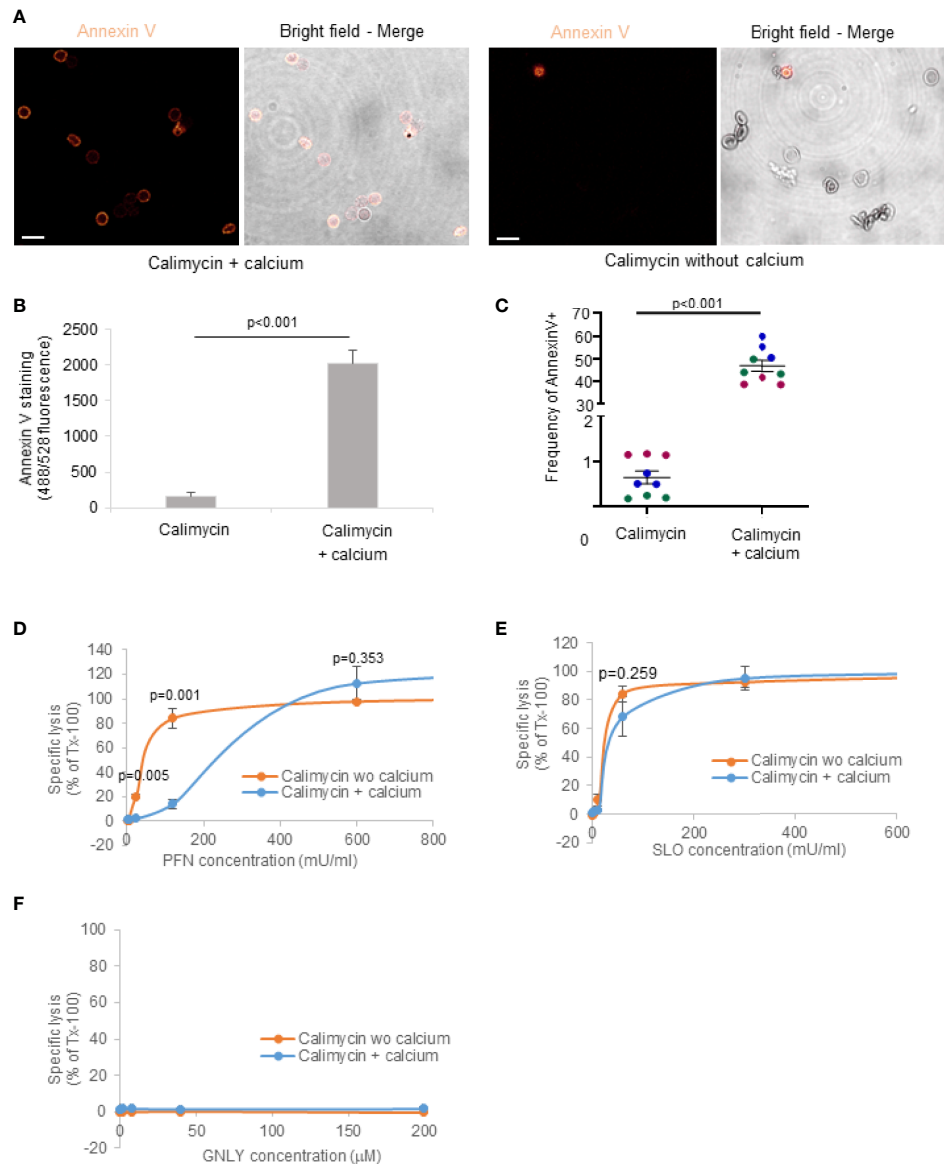 A
Annexin V
Bright field - Merge
Annexin V
Bright field - Merge
Calimycin + calcium
Calimycin without calcium
B
p<0.001
Annexin V staining
(488/528 fluorescence)
2500
2000
1500
1000
500
0
Calimycin
Calimycin
+ calcium
C
p<0.001
Frequency of AnnexinV+
70
60
50
40
30
2
1
0
Calimycin
Calimycin
+ calcium
D
Specific lysis
(% of Tx-100)
140
120
100
80
60
40
20
0
-20
p=0.005
p=0.001
p=0.353
Calimycin wo calcium
Calimycin + calcium
0
200
400
600
800
PFN concentration (mU/ml)
E
Specific lysis
(% of Tx-100)
120
100
80
60
40
20
0
-20
p=0.259
Calimycin wo calcium
Calimycin + calcium
0
200
400
600
SLO concentration (mU/ml)
F
Specific lysis
(% of Tx-100)
100
80
60
40
20
0
-20
Calimycin wo calcium
Calimycin + calcium
0
50
100
150
200
GNLY concentration (μM)